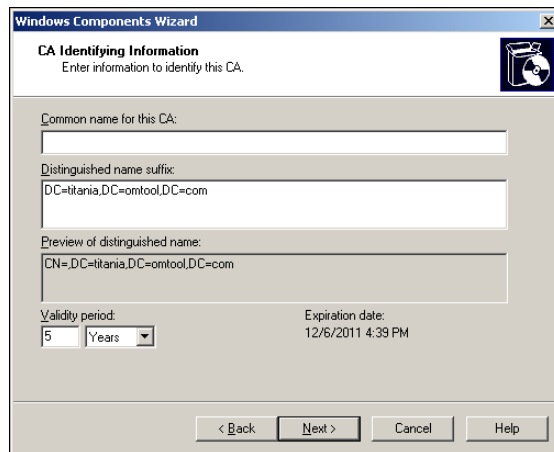 Windows Components Wizard
CA Identifying Information
Enter information to identify this CA.
Common name for this CA:
Distinguished name suffix:
DC=titania,DC=omtool,DC=com
Preview of distinguished name:
CN=,DC=titania,DC=omtool,DC=com
Validity period:
Expiration date:
5 Years
12/6/2011 4:39 PM
< Back Next > Cancel Help